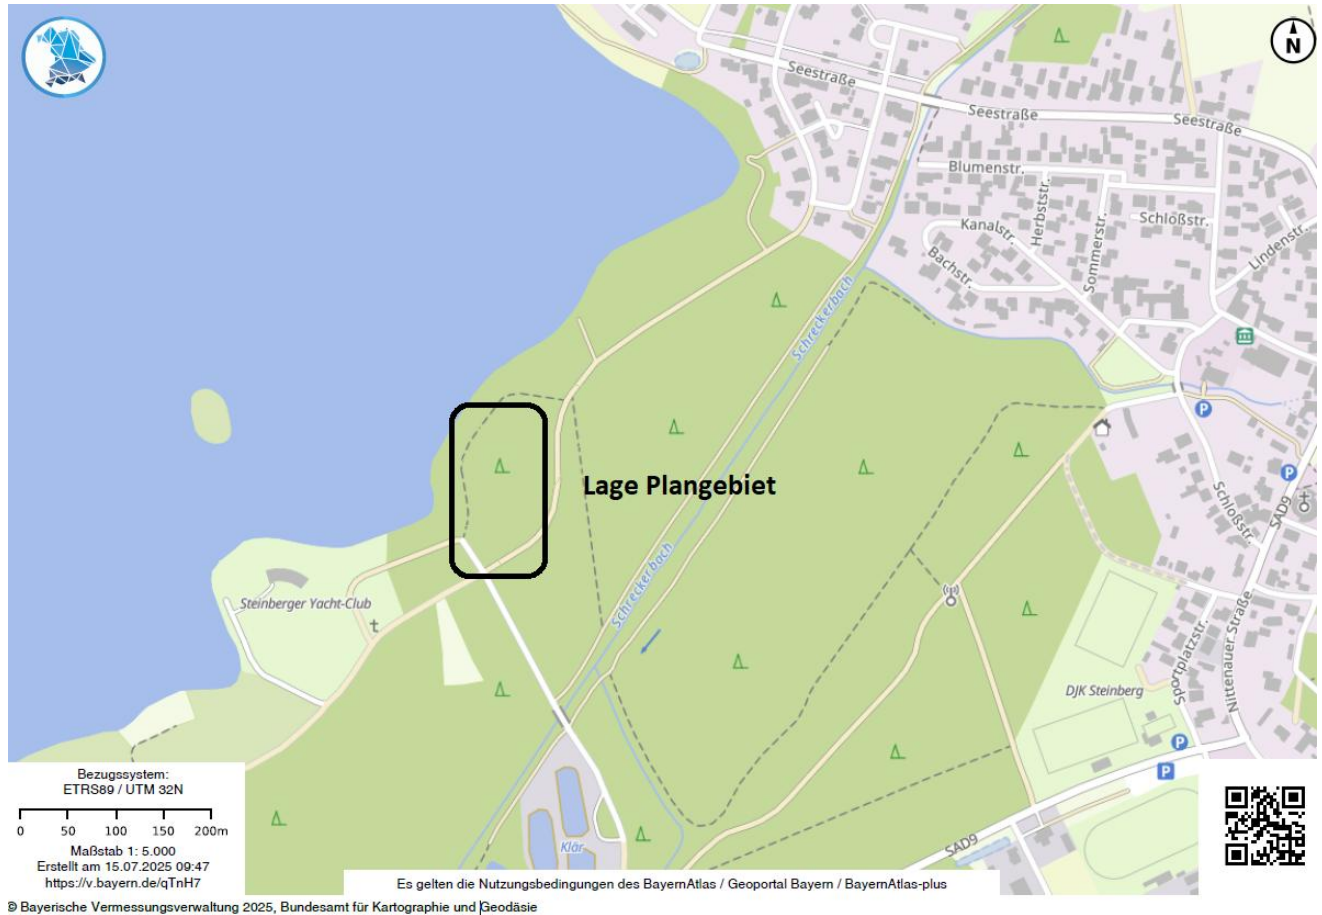 N
Seestraße
Seestraße
Seestraße
Blumenstr.
Herbststr.
Sommerstr.
Schloßstr.
Lindenstr.
Kanalstr.
Bachstr.
Schreckerbach
P
Lage Plangebiet
P
SAD9
Schloßstr.
Schreckerbach
Steinberger Yacht-Club
DJK Steinberg
Sportplatzstr.
Nittenauer Straße
P
P
SAD9
Klär
Bezugssystem:
ETRS89 / UTM 32N
0 50 100 150 200m
Maßstab 1: 5.000
Erstellt am 15.07.2025 09:47
https://v.bayern.de/qTnH7
Es gelten die Nutzungsbedingungen des BayernAtlas / Geoportal Bayern / BayernAtlas-plus
© Bayerische Vermessungsverwaltung 2025, Bundesamt für Kartographie und Geodäsie